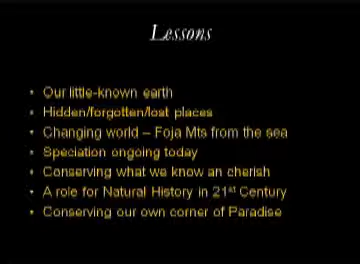 Lessons
• Our little-known earth
• Hidden/forgotten/lost places
• Changing world – Foja Mts from the sea
• Speciation ongoing today
• Conserving what we know an cherish
• A role for Natural History in 21st Century
• Conserving our own corner of Paradise